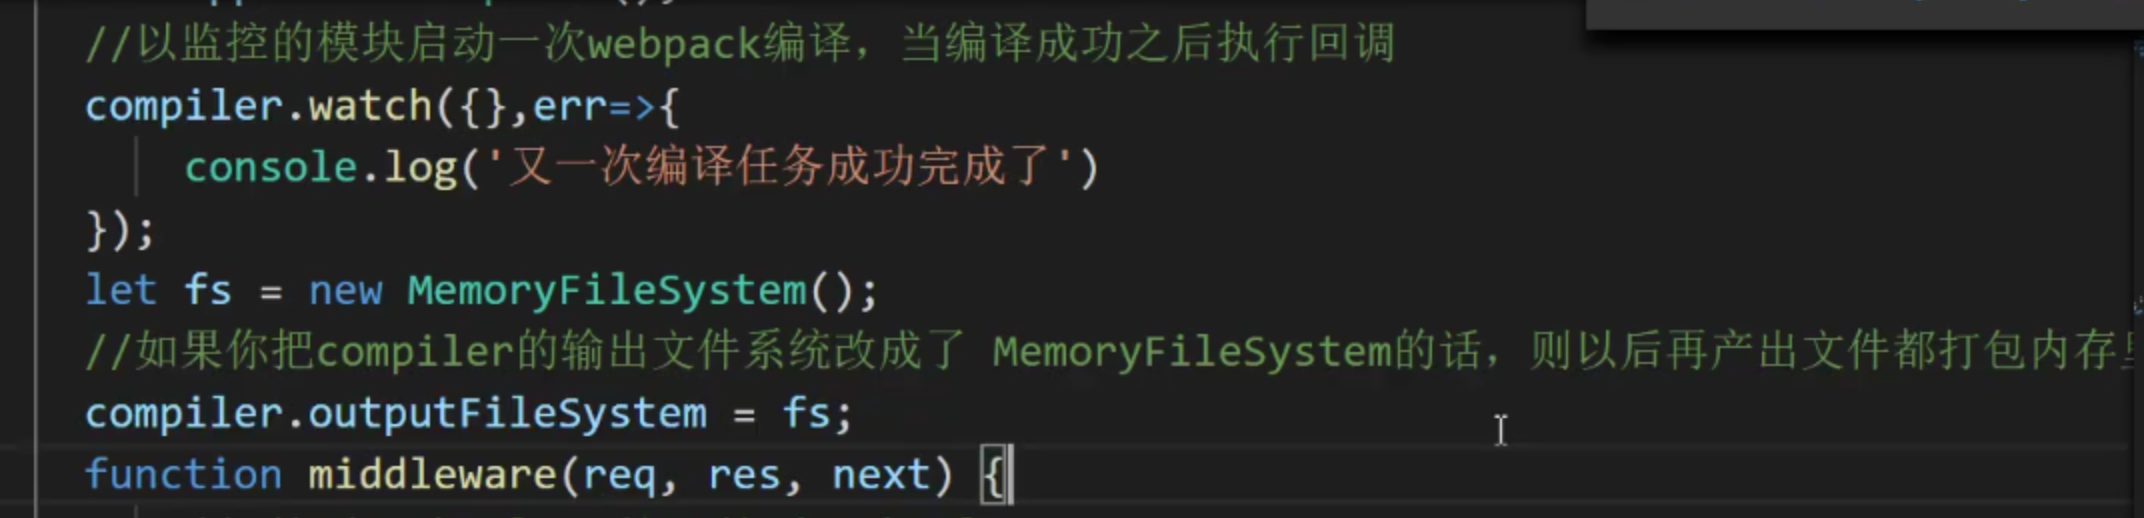 //以监控的模块启动一次webpack编译，当编译成功之后执行回调
compiler.watch({},err=>{
console.log('又一次编译任务成功完成了')
});
let fs = new MemoryFileSystem();
//如果你把compiler的输出文件系统改成了 MemoryFileSystem的话，则以后再产出文件都打包内存
compiler.outputFileSystem = fs;
function middleware(req, res, next) {